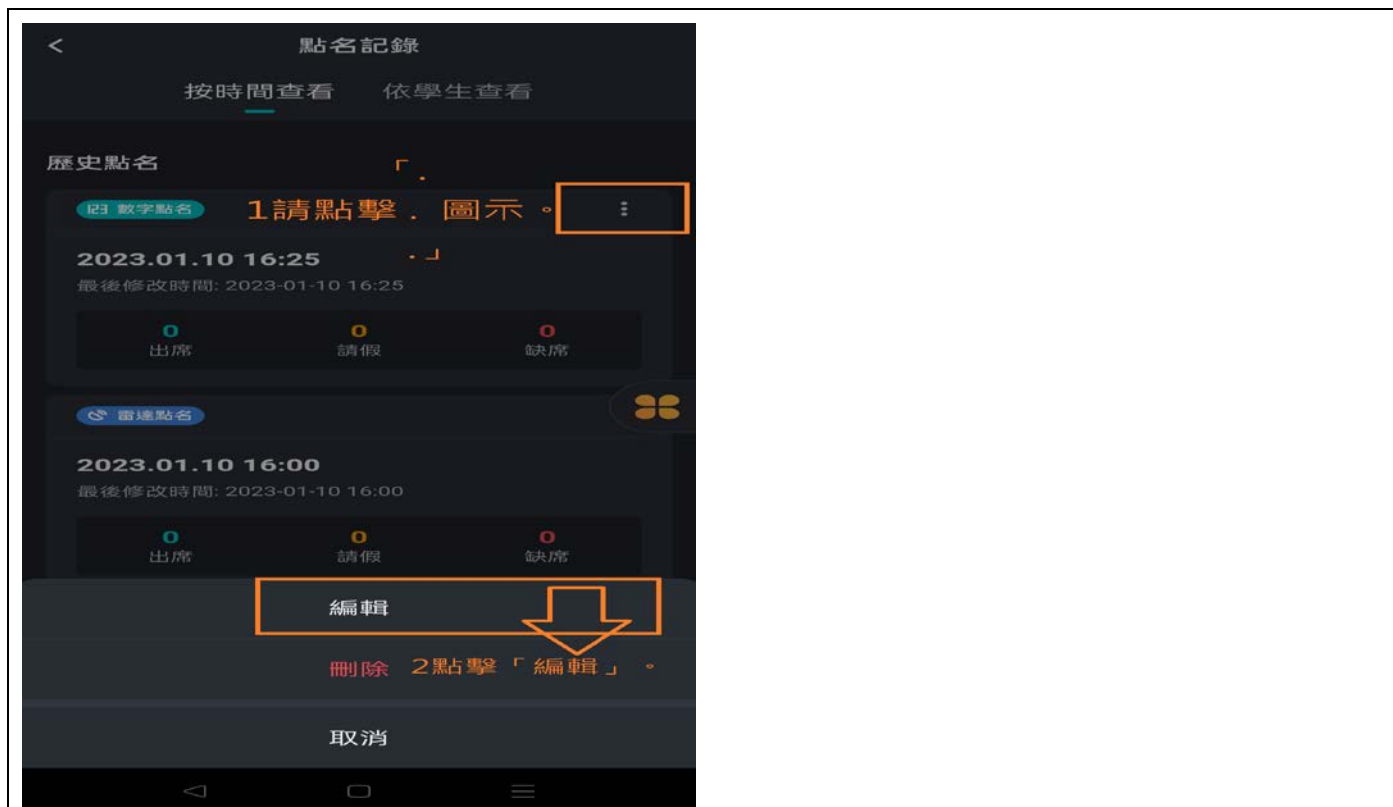 <
點名記錄
按時間查看 依學生查看
歷史點名
「.
123 數字點名 1請點擊．圖示。
.」
2023.01.10 16:25
最後修改時間: 2023-01-10 16:25
0 0 0
出席 請假 缺席
雷達點名
2023.01.10 16:00
最後修改時間: 2023-01-10 16:00
0 0 0
出席 請假 缺席
編輯
刪除 2點擊「編輯」。
取消